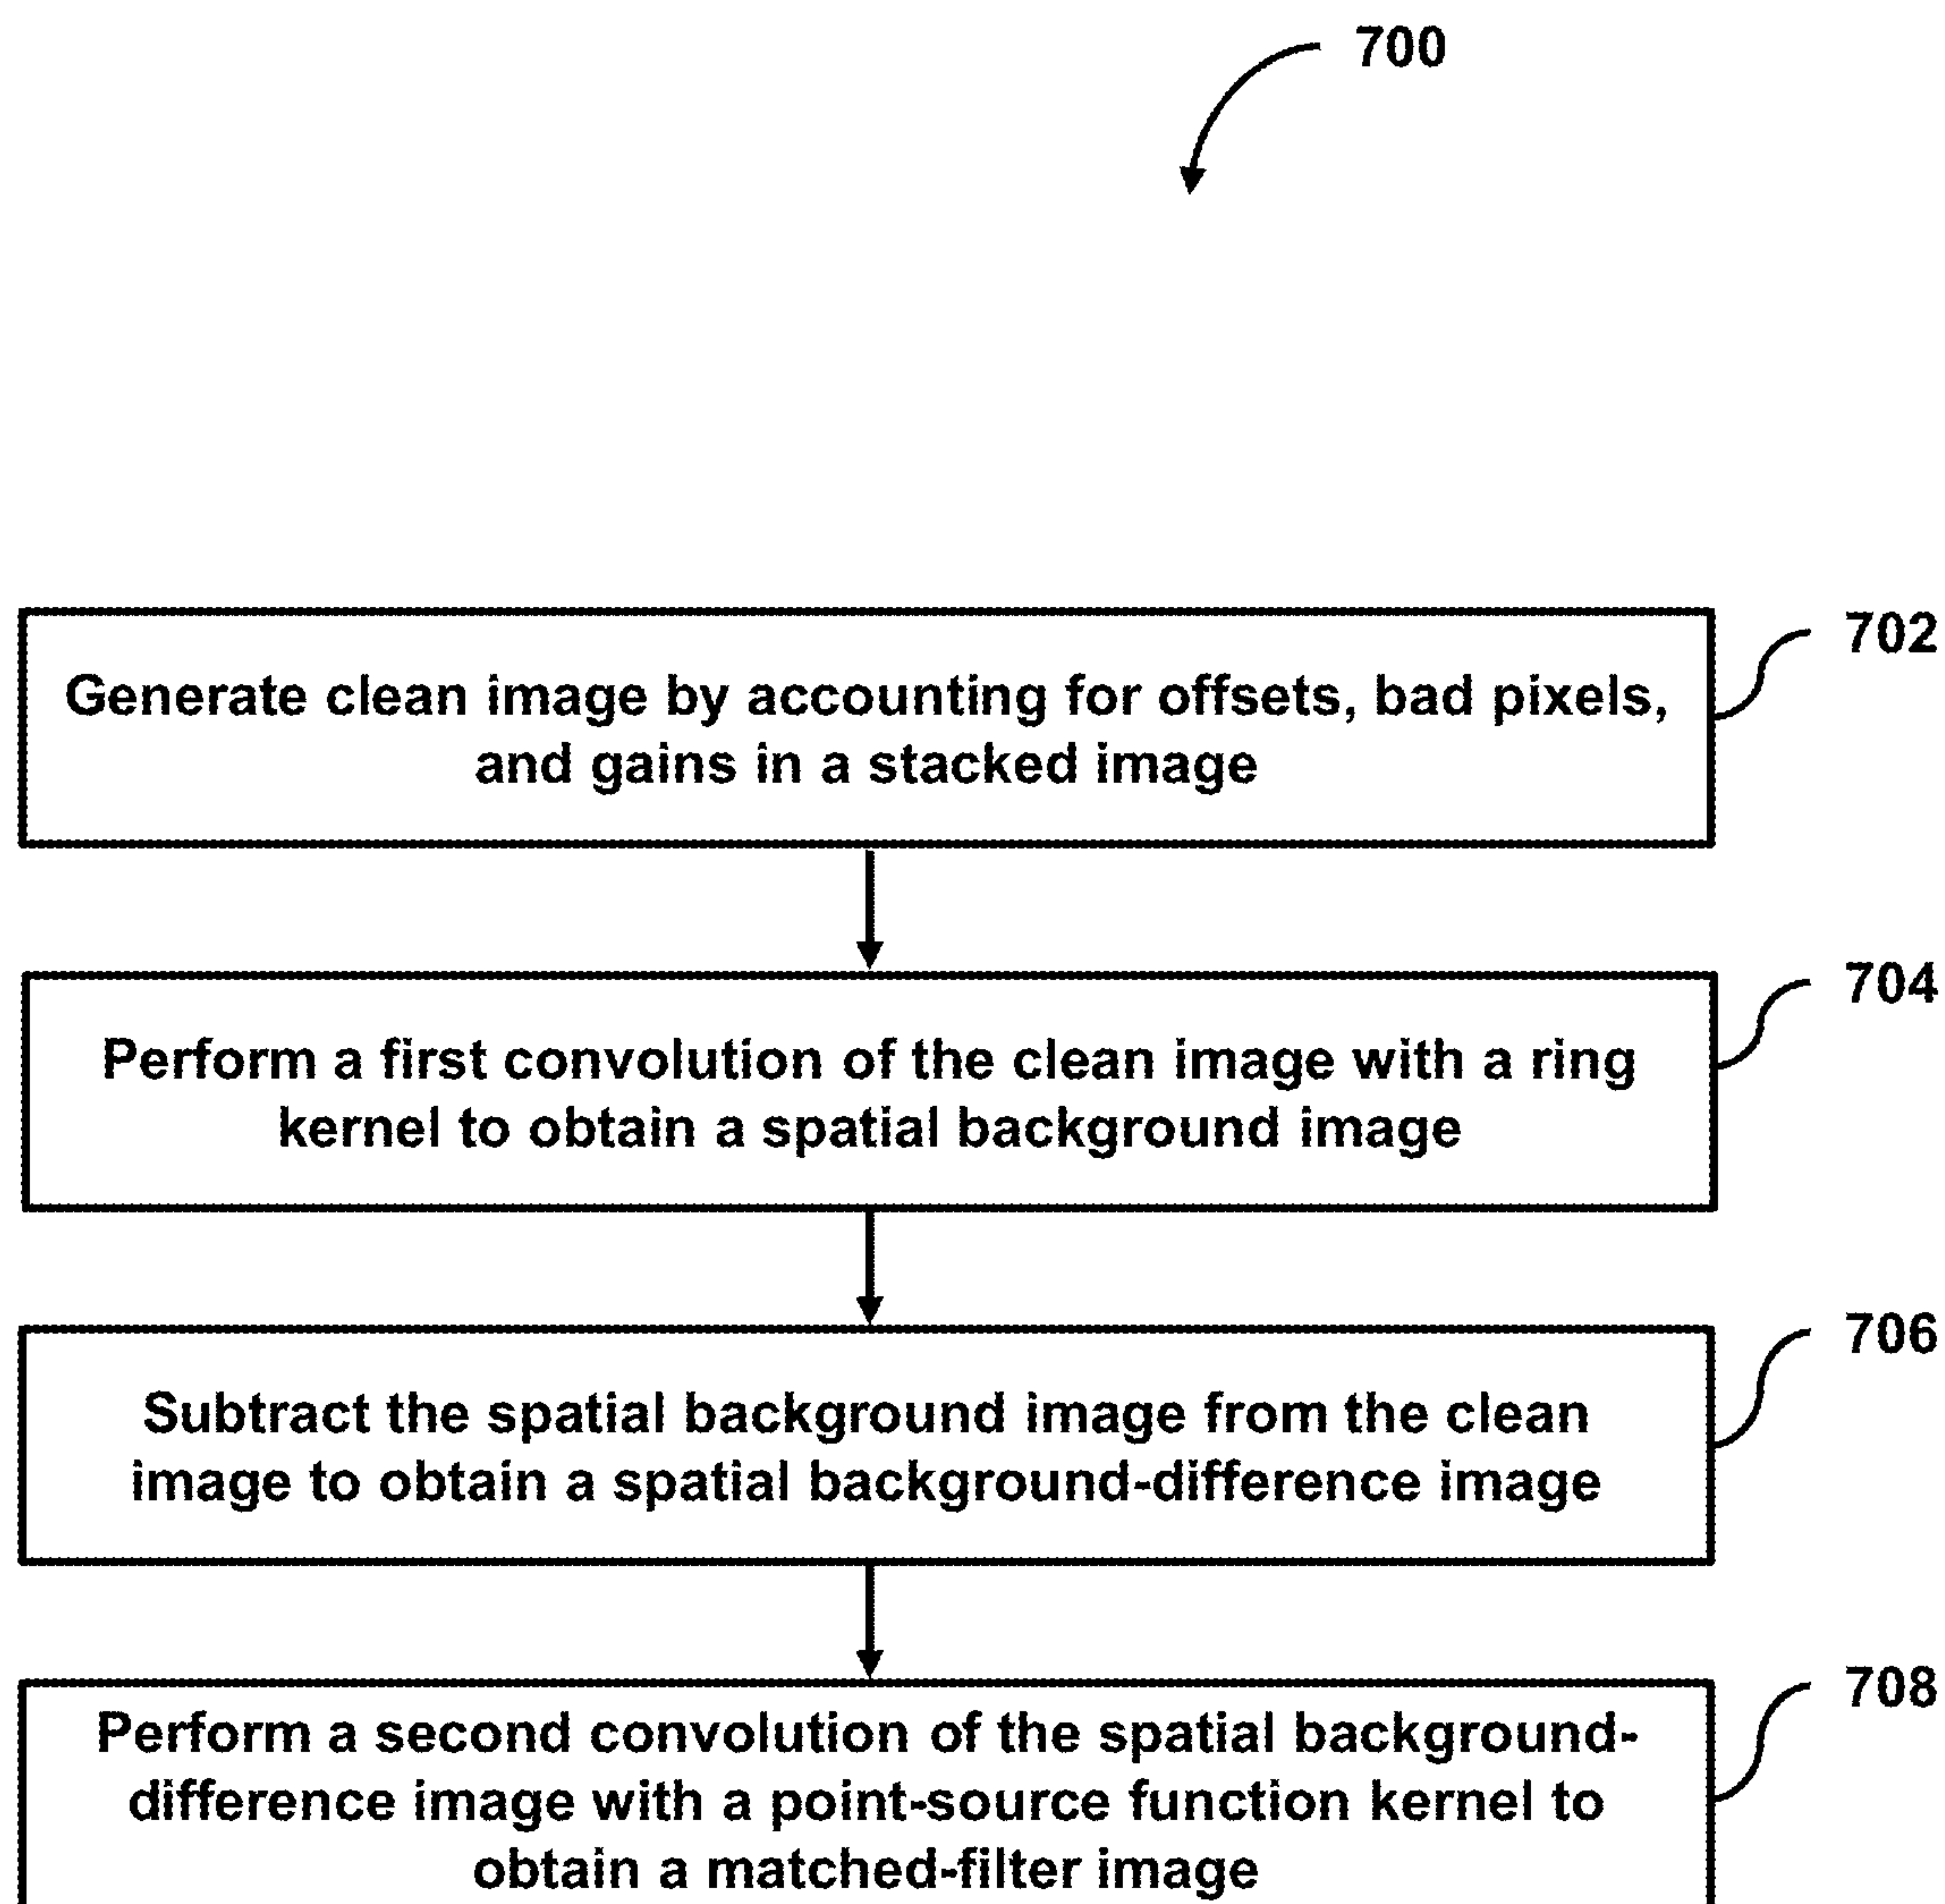 700
702
Generate clean image by accounting for offsets, bad pixels,
and gains in a stacked image
704
Perform a first convolution of the clean image with a ring
kernel to obtain a spatial background image
706
Subtract the spatial background image from the clean
image to obtain a spatial background-difference image
708
Perform a second convolution of the spatial background-
difference image with a point-source function kernel to
obtain a matched-filter image